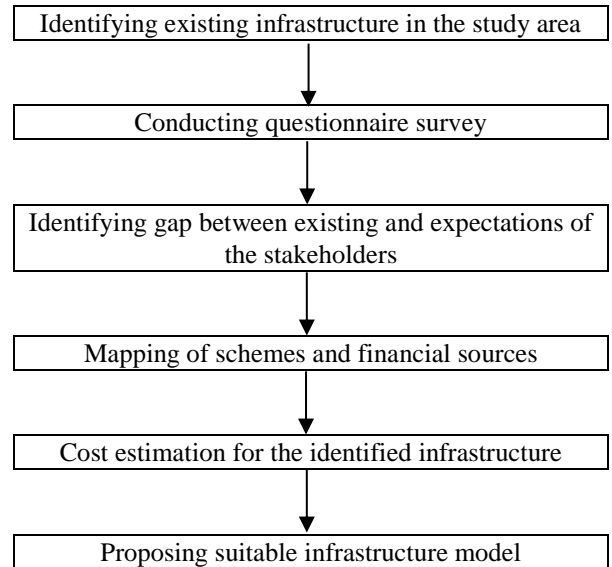 Identifying existing infrastructure in the study area
Conducting questionnaire survey
Identifying gap between existing and expectations of
the stakeholders
Mapping of schemes and financial sources
Cost estimation for the identified infrastructure
Proposing suitable infrastructure model